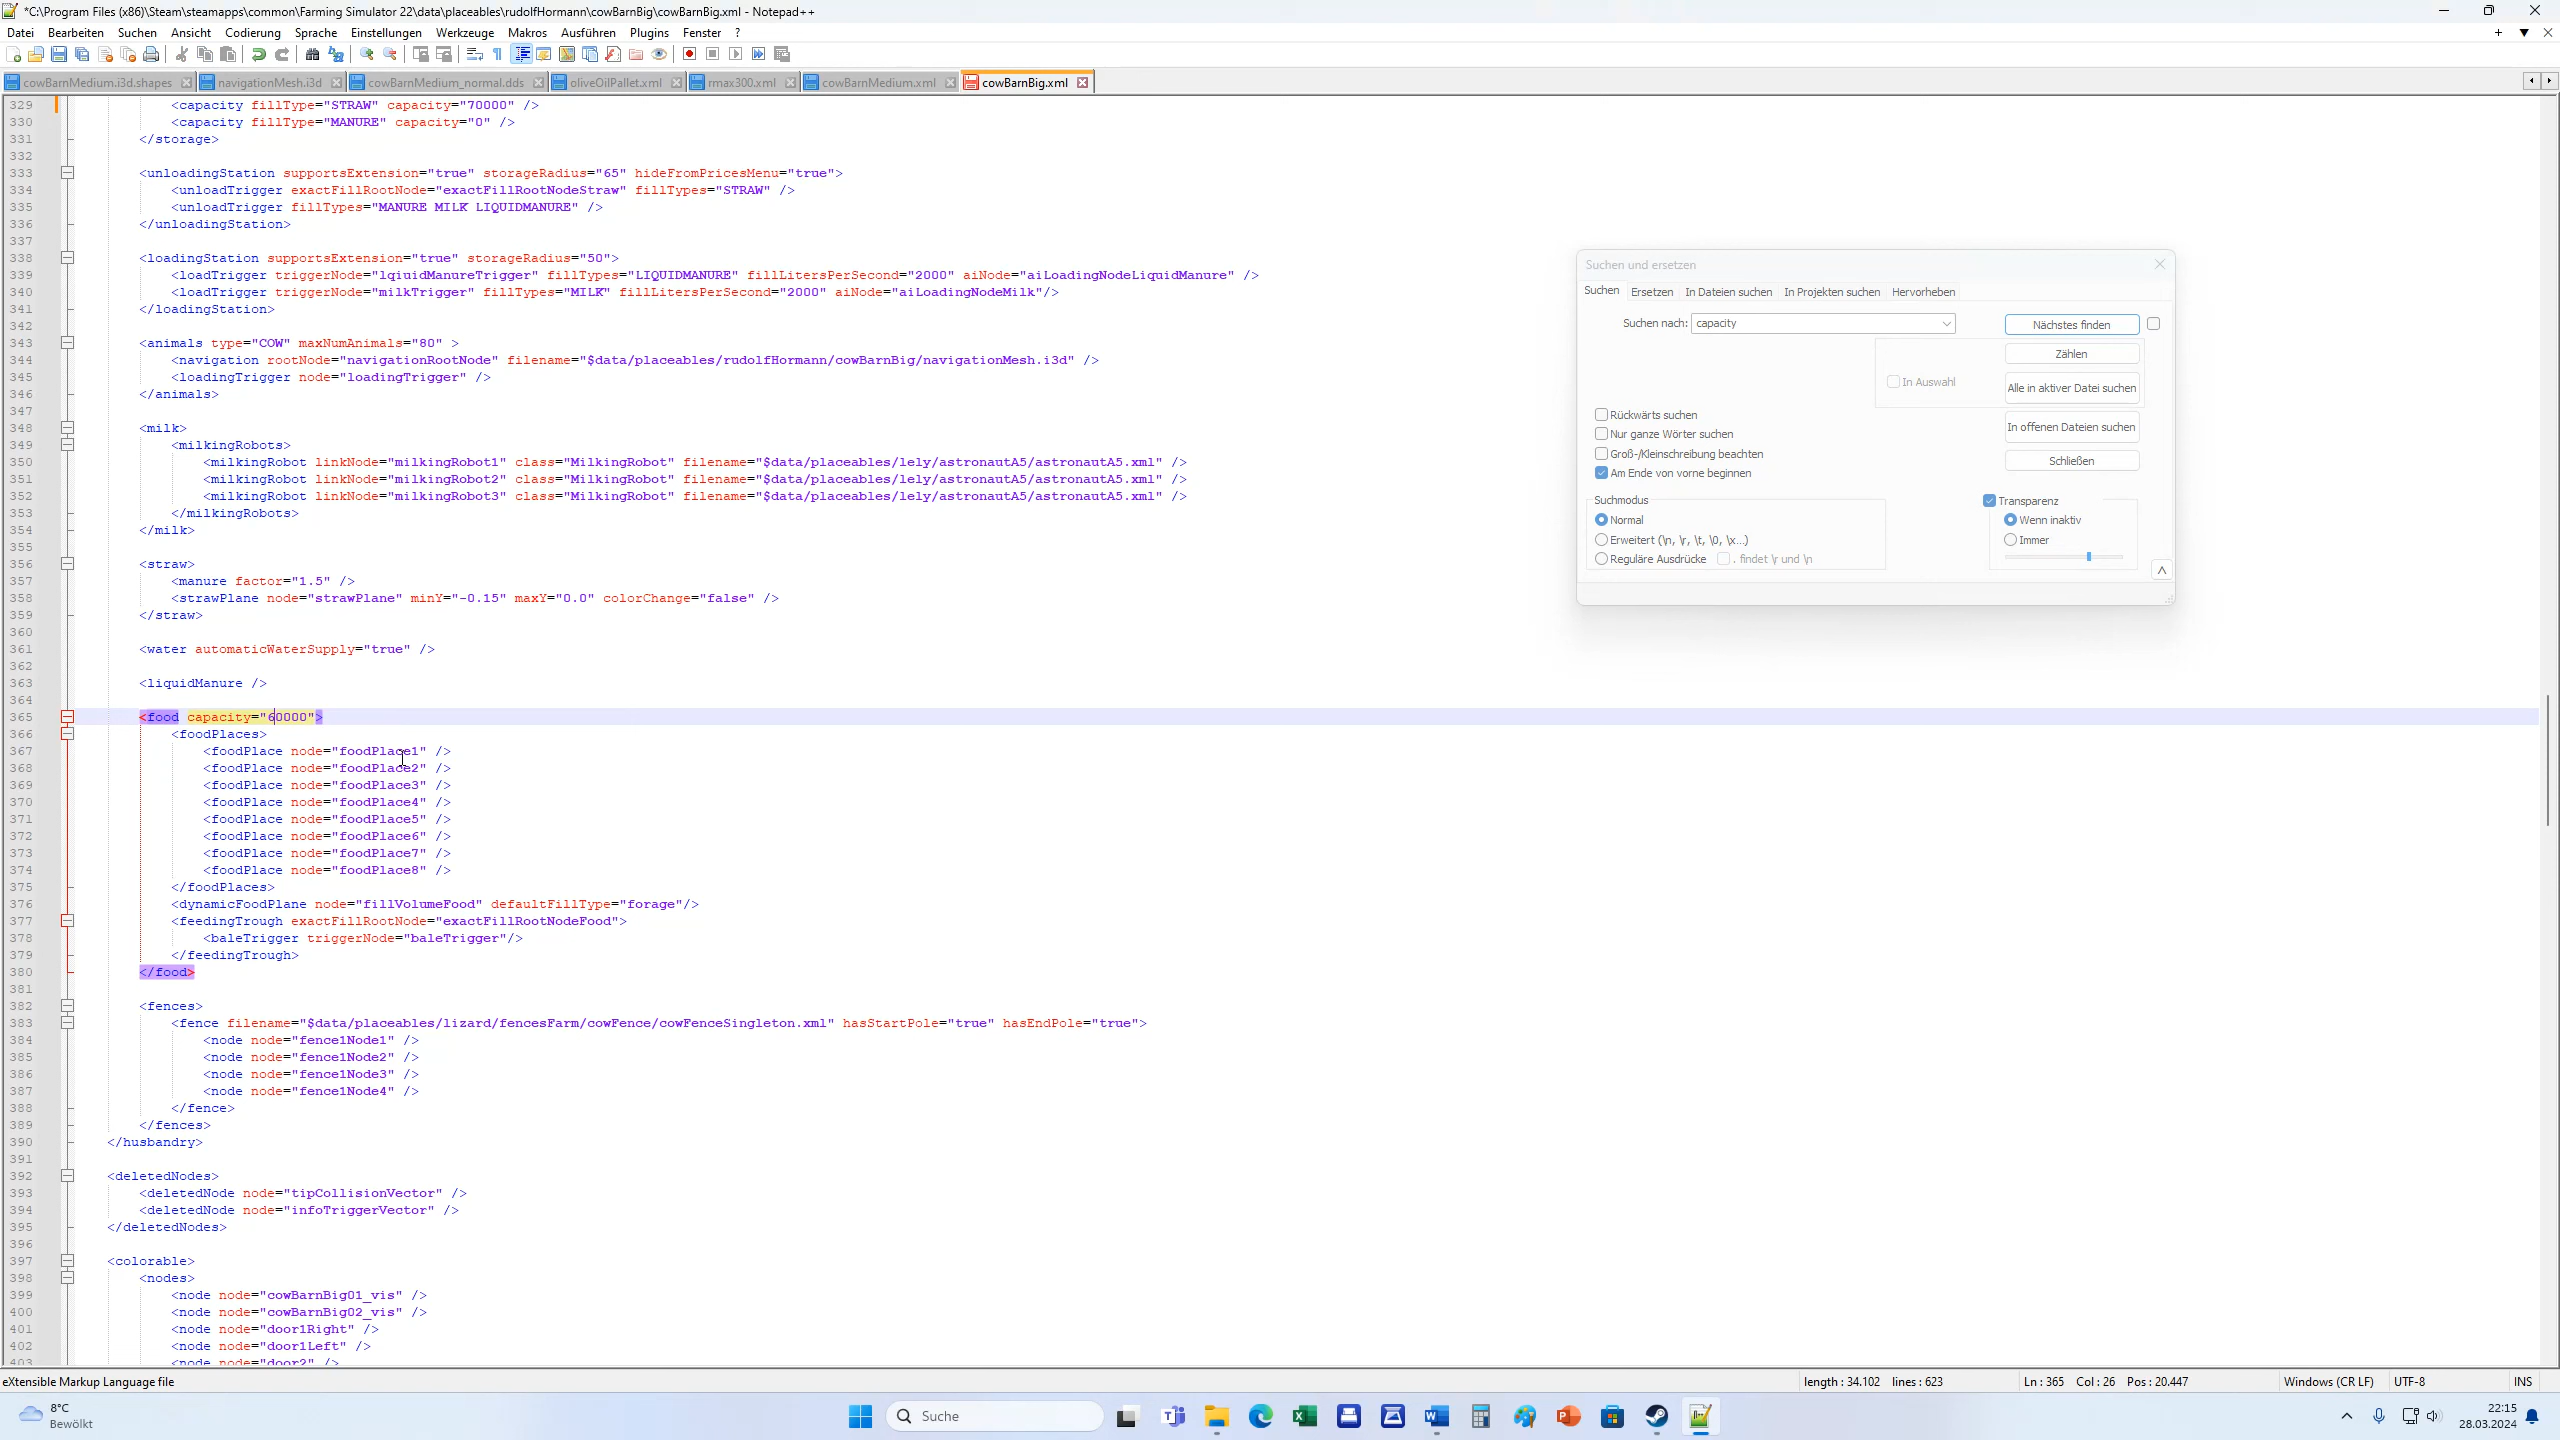 *C:\Program Files (x86)\Steam\steamapps\common\Farming Simulator 22\data\placeables\rudolfHormann\cowBarnBig\cowBarnBig.xml - Notepad++
Datei Bearbeiten Suchen Ansicht Codierung Sprache Einstellungen Werkzeuge Makros Ausführen Plugins Fenster ?
cowBarnMedium.i3d.shapes navigationMesh.i3d cowBarnMedium_normal.dds oliveOilPallet.xml rmax300.xml cowBarnMedium.xml cowBarnBig.xml
329 <capacity fillType="STRAW" capacity="70000" />
330 <capacity fillType="MANURE" capacity="0" />
331 </storage>
332
333 <unloadingStation supportsExtension="true" storageRadius="65" hideFromPricesMenu="true">
334 <unloadTrigger exactFillRootNode="exactFillRootNodeStraw" fillTypes="STRAW" />
335 <unloadTrigger fillTypes="MANURE MILK LIQUIDMANURE" />
336 </unloadingStation>
337
338 <loadingStation supportsExtension="true" storageRadius="50">
339 <loadTrigger triggerNode="lqiuidManureTrigger" fillTypes="LIQUIDMANURE" fillLitersPerSecond="2000" aiNode="aiLoadingNodeLiquidManure" />
340 <loadTrigger triggerNode="milkTrigger" fillTypes="MILK" fillLitersPerSecond="2000" aiNode="aiLoadingNodeMilk"/>
341 </loadingStation>
342
343 <animals type="COW" maxNumAnimals="80" >
344 <navigation rootNode="navigationRootNode" filename="$data/placeables/rudolfHormann/cowBarnBig/navigationMesh.i3d" />
345 <loadingTrigger node="loadingTrigger" />
346 </animals>
347
348 <milk>
349 <milkingRobots>
350 <milkingRobot linkNode="milkingRobot1" class="MilkingRobot" filename="$data/placeables/lely/astronautA5/astronautA5.xml" />
351 <milkingRobot linkNode="milkingRobot2" class="MilkingRobot" filename="$data/placeables/lely/astronautA5/astronautA5.xml" />
352 <milkingRobot linkNode="milkingRobot3" class="MilkingRobot" filename="$data/placeables/lely/astronautA5/astronautA5.xml" />
353 </milkingRobots>
354 </milk>
355
356 <straw>
357 <manure factor="1.5" />
358 <strawPlane node="strawPlane" minY="-0.15" maxY="0.0" colorChange="false" />
359 </straw>
360
361 <water automaticWaterSupply="true" />
362
363 <liquidManure />
364
365 <food capacity="60000">
366 <foodPlaces>
367 <foodPlace node="foodPlace1" />
368 <foodPlace node="foodPlace2" />
369 <foodPlace node="foodPlace3" />
370 <foodPlace node="foodPlace4" />
371 <foodPlace node="foodPlace5" />
372 <foodPlace node="foodPlace6" />
373 <foodPlace node="foodPlace7" />
374 <foodPlace node="foodPlace8" />
375 </foodPlaces>
376 <dynamicFoodPlane node="fillVolumeFood" defaultFillType="forage"/>
377 <feedingTrough exactFillRootNode="exactFillRootNodeFood">
378 <baleTrigger triggerNode="baleTrigger"/>
379 </feedingTrough>
380 </food>
381
382 <fences>
383 <fence filename="$data/placeables/lizard/fencesFarm/cowFence/cowFenceSingleton.xml" hasStartPole="true" hasEndPole="true">
384 <node node="fence1Node1" />
385 <node node="fence1Node2" />
386 <node node="fence1Node3" />
387 <node node="fence1Node4" />
388 </fence>
389 </fences>
390 </husbandry>
391
392 <deletedNodes>
393 <deletedNode node="tipCollisionVector" />
394 <deletedNode node="infoTriggerVector" />
395 </deletedNodes>
396
397 <colorable>
398 <nodes>
399 <node node="cowBarnBig01_vis" />
400 <node node="cowBarnBig02_vis" />
401 <node node="door1Right" />
402 <node node="door1Left" />
403 <node node="door2" />
Suchen und ersetzen
Suchen Ersetzen In Dateien suchen In Projekten suchen Hervorheben
Suchen nach: capacity
Nächstes finden
Zählen
In Auswahl
Alle in aktiver Datei suchen
Rückwärts suchen
In offenen Dateien suchen
Nur ganze Wörter suchen
Groß-/Kleinschreibung beachten
Schließen
Am Ende von vorne beginnen
Suchmodus
Transparenz
Normal
Wenn inaktiv
Erweitert (\n, \r, \t, \0, \x...)
Immer
Reguläre Ausdrücke . findet \r und \n
eXtensible Markup Language file length : 34.102 lines : 623 Ln : 365 Col : 26 Pos : 20.447 Windows (CR LF) UTF-8 INS
8°C
Bewölkt
Suche
22:15
28.03.2024